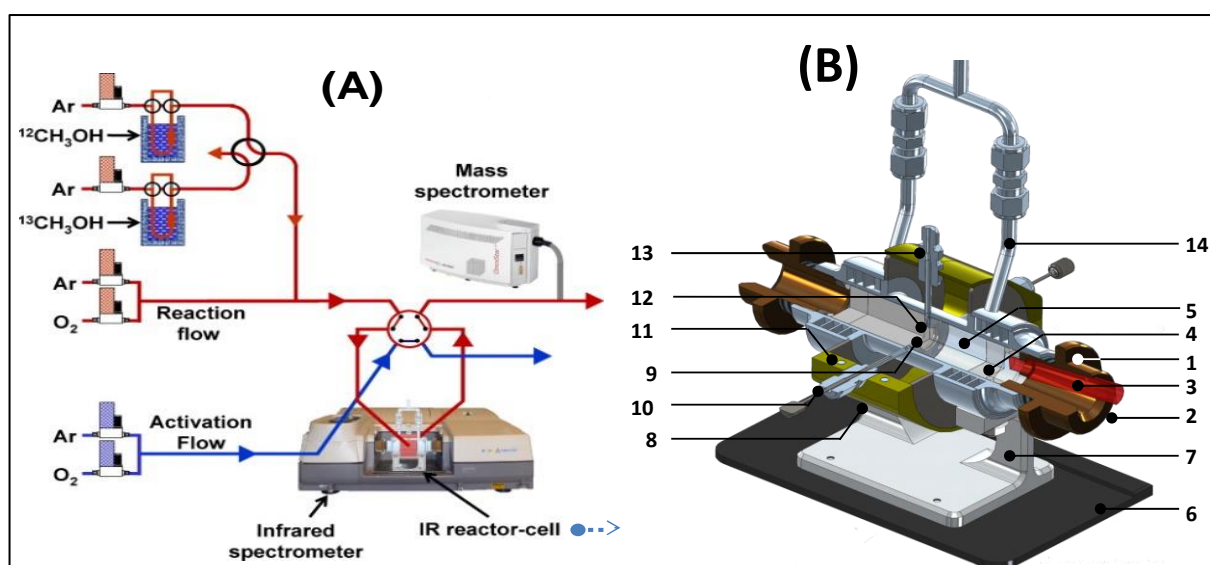 (A)
Ar
¹²CH₃OH
Ar
¹³CH₃OH
Ar
O₂
Reaction
flow
Mass
spectrometer
Activation
Flow
Ar
O₂
Infrared
spectrometer
IR reactor-cell
(B)
13
12
11
9
10
8
14
5
4
1
3
2
7
6